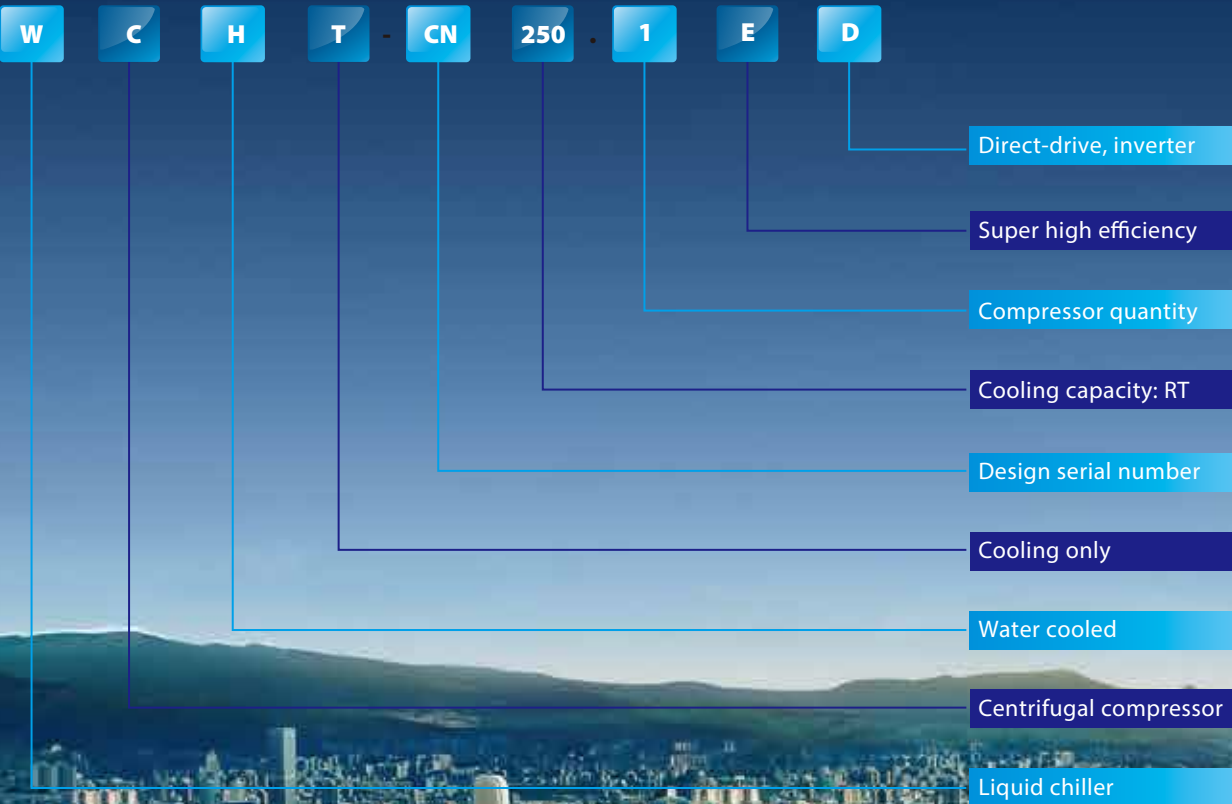 W C H T - CN 250 . 1 E D
Direct-drive, inverter
Super high efficiency
Compressor quantity
Cooling capacity: RT
Design serial number
Cooling only
Water cooled
Centrifugal compressor
Liquid chiller